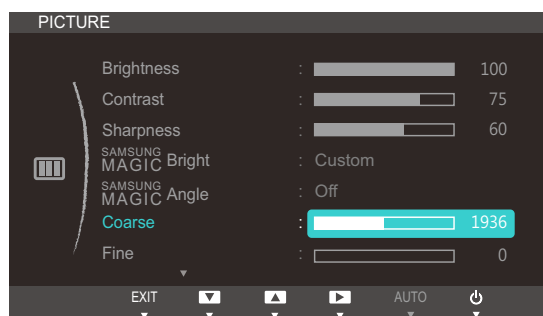 PICTURE
Brightness : 100
Contrast : 75
Sharpness : 60
SAMSUNG MAGIC Bright : Custom
SAMSUNG MAGIC Angle : Off
Coarse : 1936
Fine : 0
EXIT AUTO